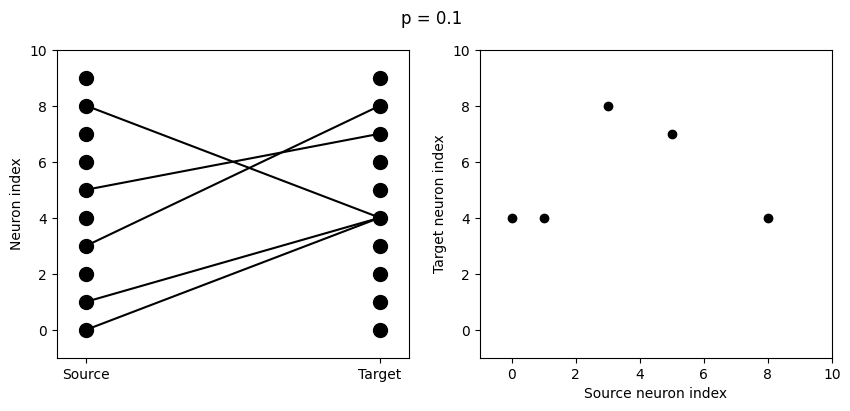 p = 0.1
10
8
6
4
2
0
Neuron index
Source
Target
10
8
6
4
2
0
Target neuron index
0 2 4 6 8 10
Source neuron index